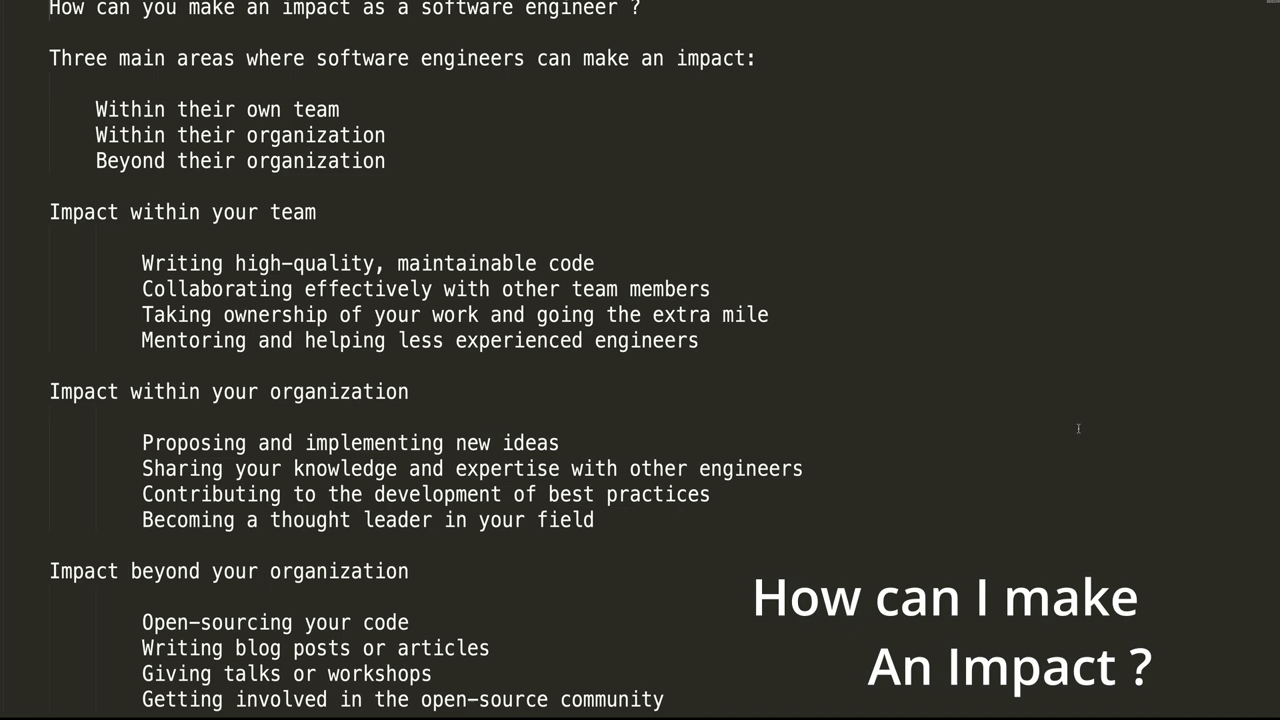 How can you make an impact as a software engineer ?
Three main areas where software engineers can make an impact:
Within their own team
Within their organization
Beyond their organization
Impact within your team
Writing high-quality, maintainable code
Collaborating effectively with other team members
Taking ownership of your work and going the extra mile
Mentoring and helping less experienced engineers
Impact within your organization
Proposing and implementing new ideas
Sharing your knowledge and expertise with other engineers
Contributing to the development of best practices
Becoming a thought leader in your field
Impact beyond your organization
Open-sourcing your code
Writing blog posts or articles
Giving talks or workshops
Getting involved in the open-source community
How can I make
An Impact ?